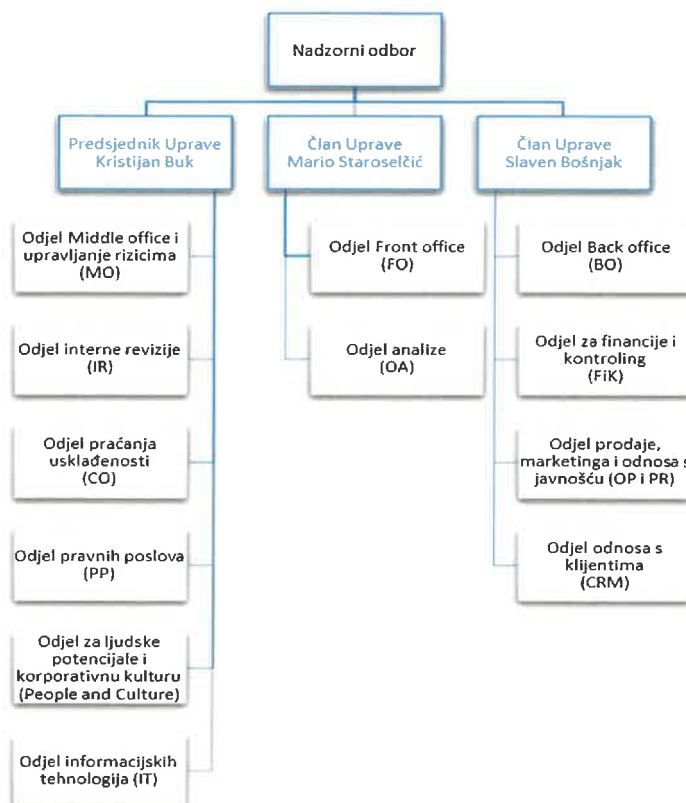 Nadzorni odbor
Predsjednik Uprave
Kristijan Buk
Član Uprave
Mario Staroselčić
Član Uprave
Slaven Bošnjak
Odjel Middle office i
upravljanje rizicima
(MO)
Odjel interne revizije
(IR)
Odjel praćanja
usklađenosti
(CO)
Odjel pravnih poslova
(PP)
Odjel za ljudske
potencijale i
korporativnu kulturu
(People and Culture)
Odjel informacijskih
tehnologija (IT)
Odjel Front office
(FO)
Odjel analize
(OA)
Odjel Back office
(BO)
Odjel za financije i
kontroling
(FiK)
Odjel prodaje,
marketinga i odnosa s
javnošću (OP i PR)
Odjel odnosa s
klijentima
(CRM)